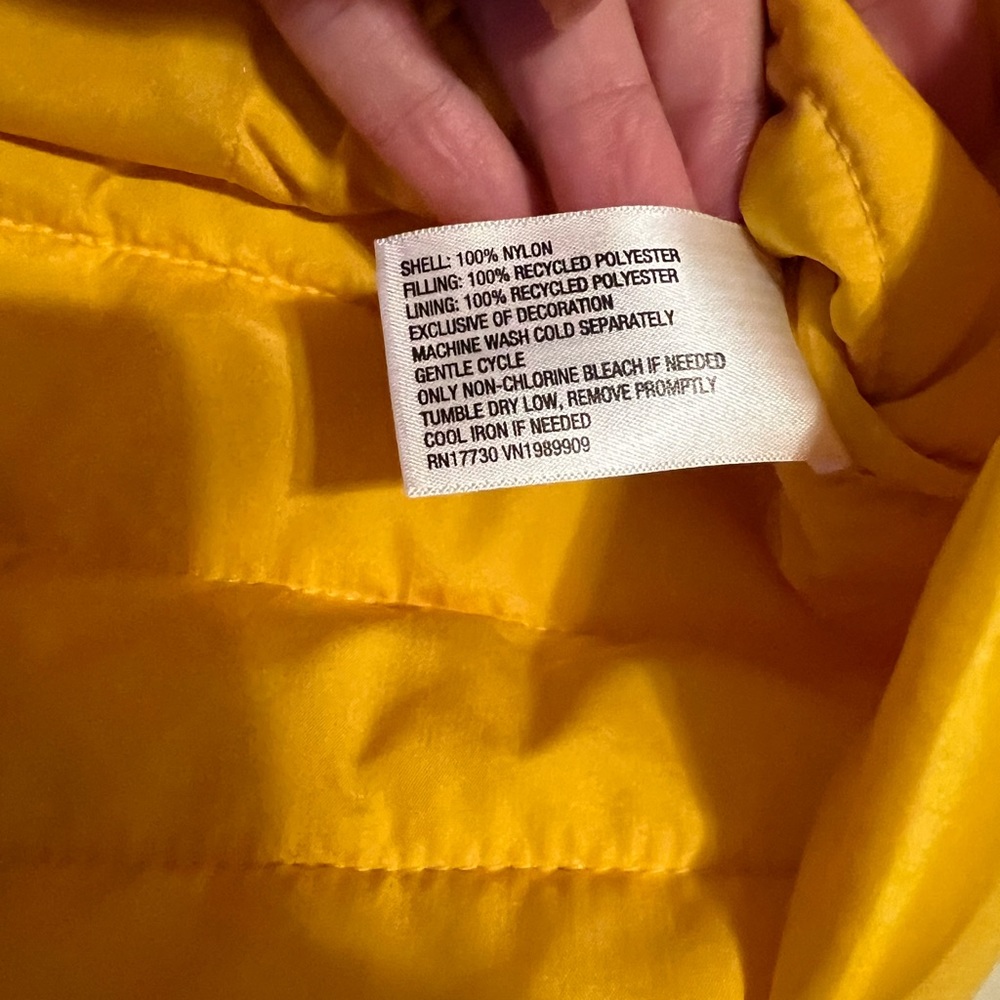 SHELL: 100% NYLON
FILLING: 100% RECYCLED POLYESTER
LINING: 100% RECYCLED POLYESTER
EXCLUSIVE OF DECORATION
MACHINE WASH COLD SEPARATELY
GENTLE CYCLE
ONLY NON-CHLORINE BLEACH IF NEEDED
TUMBLE DRY LOW, REMOVE PROMPTLY
COOL IRON IF NEEDED
RN17730 VN1989909